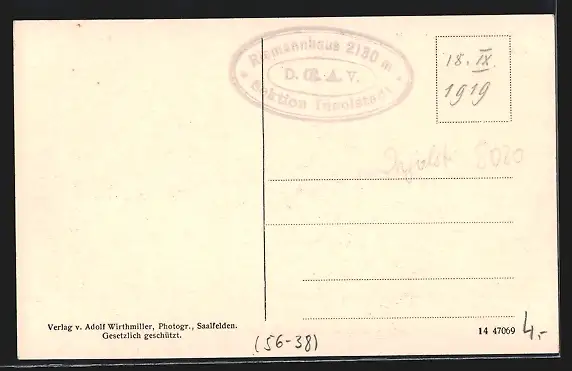 Riemannhaus 2130 m
D. Ö. A. V.
Sektion Ingolstadt
18. IX.
1919
8020
Verlag v. Adolf Wirthmiller, Photogr., Saalfelden.
Gesetzlich geschützt.
(56-38)
14 47069
4,-